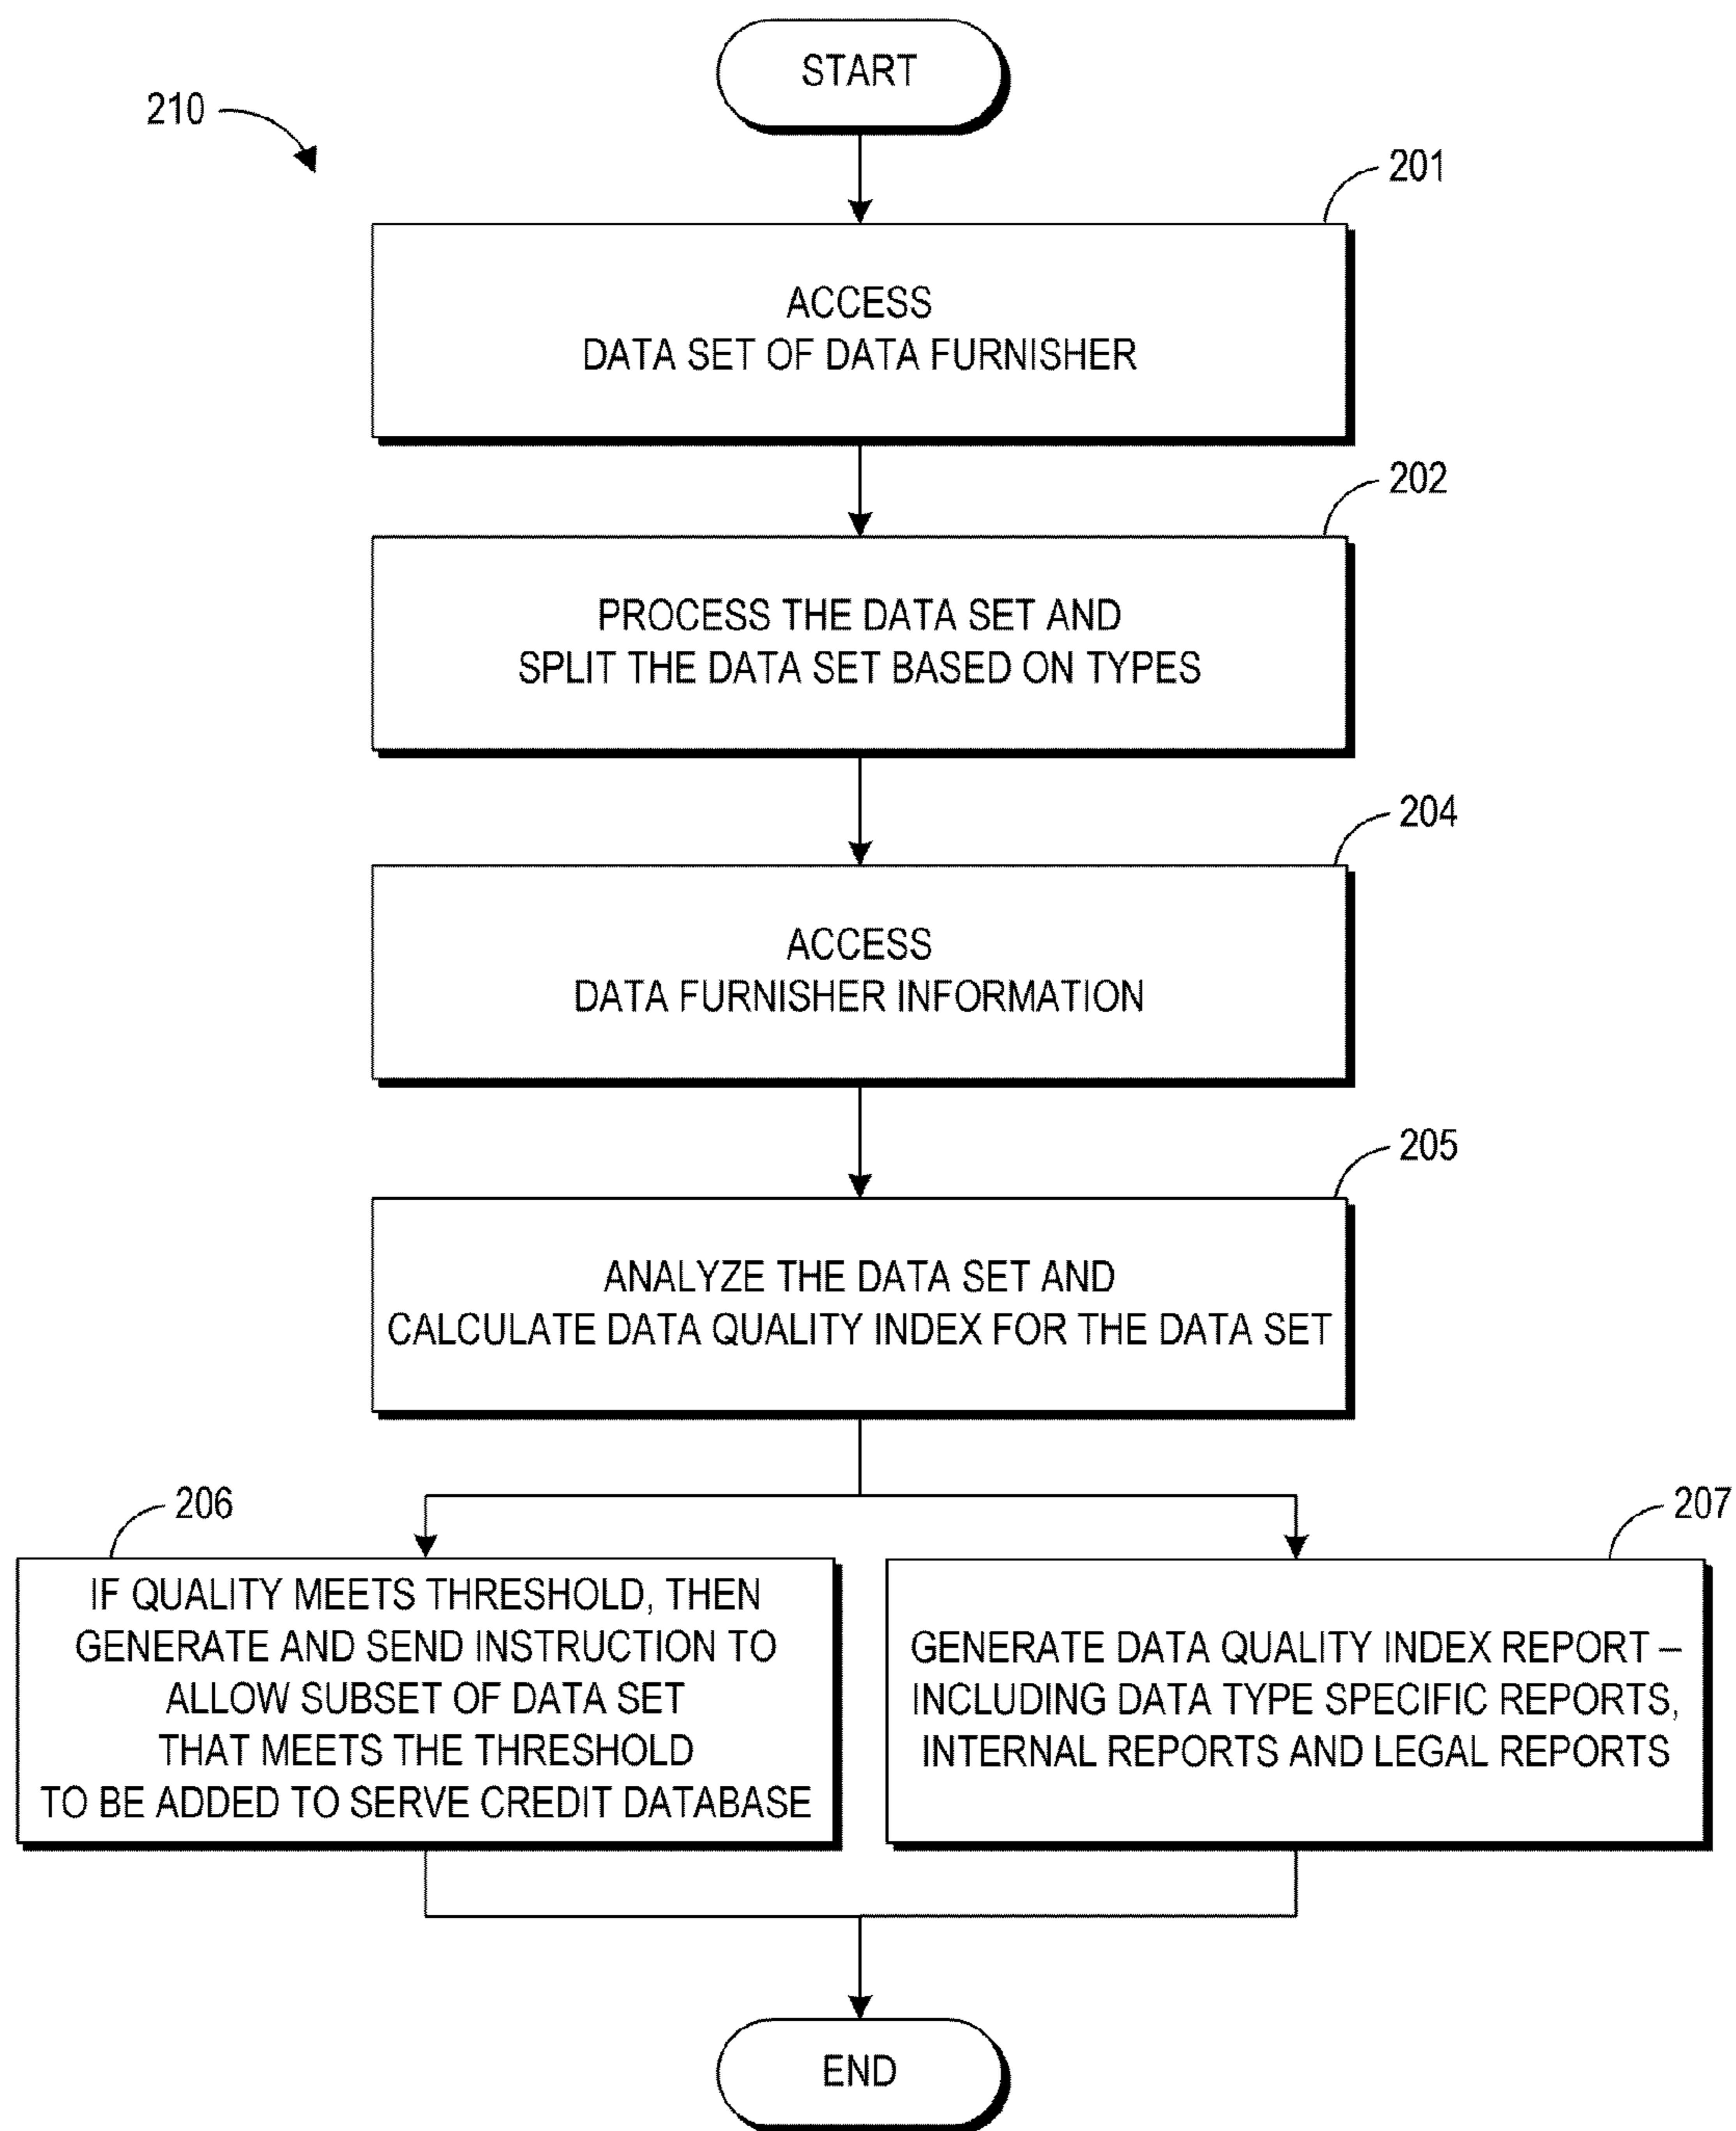 START
210
201
ACCESS
DATA SET OF DATA FURNISHER
202
PROCESS THE DATA SET AND
SPLIT THE DATA SET BASED ON TYPES
204
ACCESS
DATA FURNISHER INFORMATION
205
ANALYZE THE DATA SET AND
CALCULATE DATA QUALITY INDEX FOR THE DATA SET
206
IF QUALITY MEETS THRESHOLD, THEN
GENERATE AND SEND INSTRUCTION TO
ALLOW SUBSET OF DATA SET
THAT MEETS THE THRESHOLD
TO BE ADDED TO SERVE CREDIT DATABASE
207
GENERATE DATA QUALITY INDEX REPORT –
INCLUDING DATA TYPE SPECIFIC REPORTS,
INTERNAL REPORTS AND LEGAL REPORTS
END